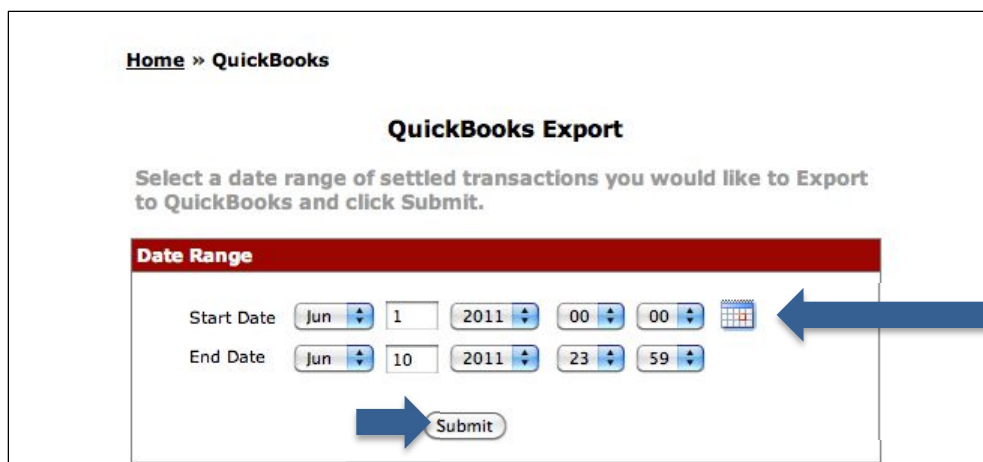 Home » QuickBooks
QuickBooks Export
Select a date range of settled transactions you would like to Export
to QuickBooks and click Submit.
Date Range
Start Date Jun 1 2011 00 00
End Date Jun 10 2011 23 59
Submit